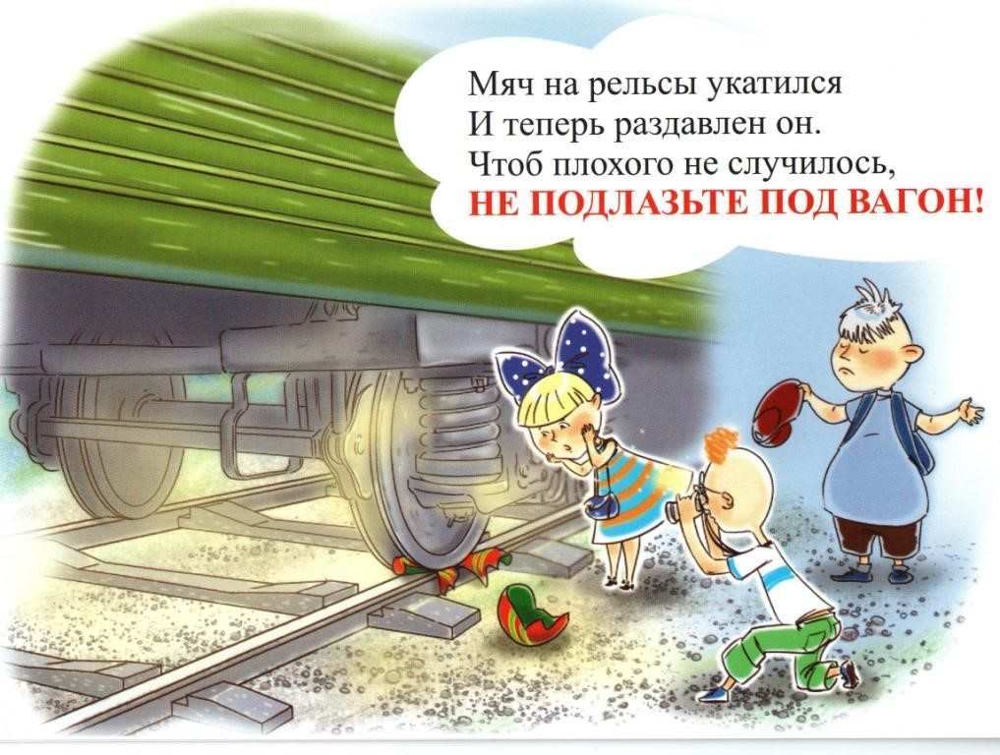 Мяч на рельсы укатился
И теперь раздавлен он.
Чтоб плохого не случилось,
НЕ ПОДЛАЗЬТЕ ПОД ВАГОН!